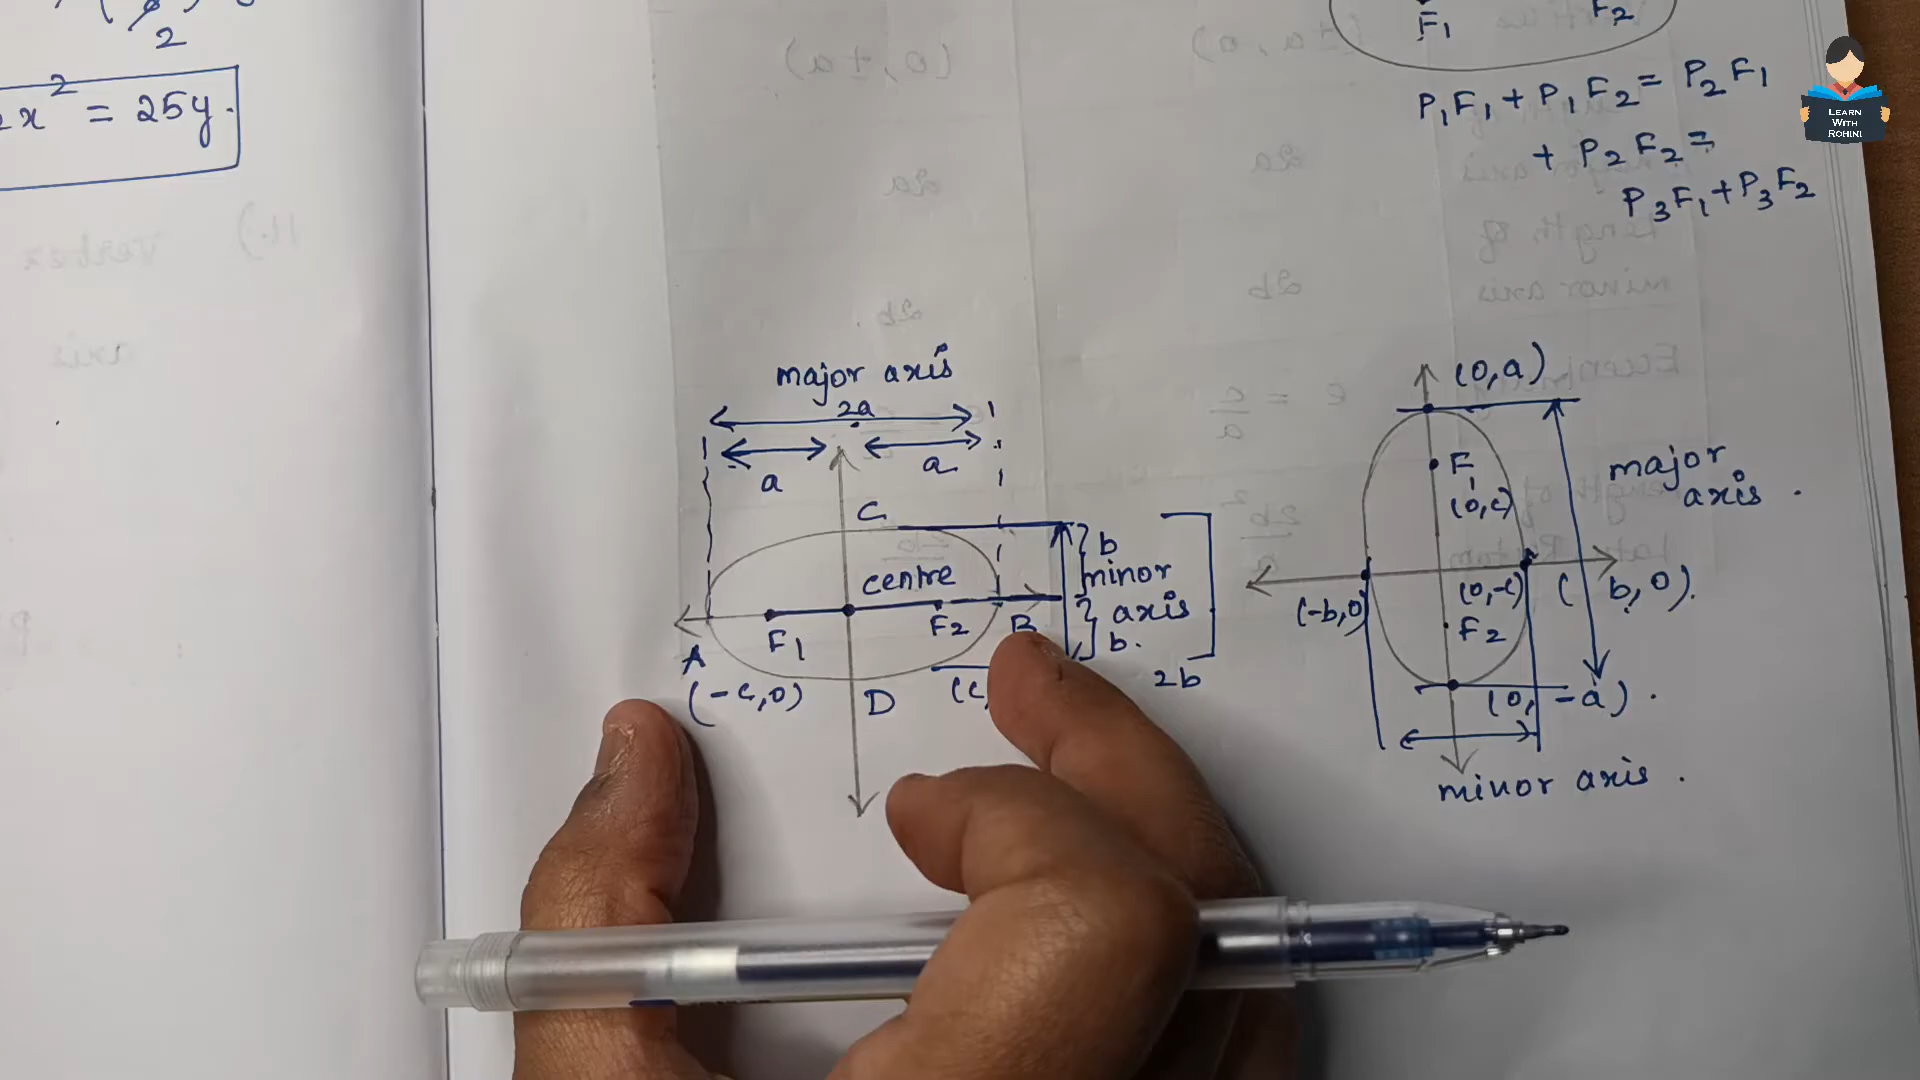 2
x² = 25y.
F₁ F₂
P₁F₁ + P₁F₂ = P₂F₁
+ P₂F₂ =
P₃F₁ + P₃F₂
LEARN
WITH
ROHINI
major axis
2a
a a
C
centre
F₁ F₂ B
A
(-c,0)
D
(c,
b
minor
axis
b.
2b
(0,a)
F₁
(0,c)
major
axis.
(-b,0)
(0,-c)
(b,0).
F₂
(0,-a).
minor axis.